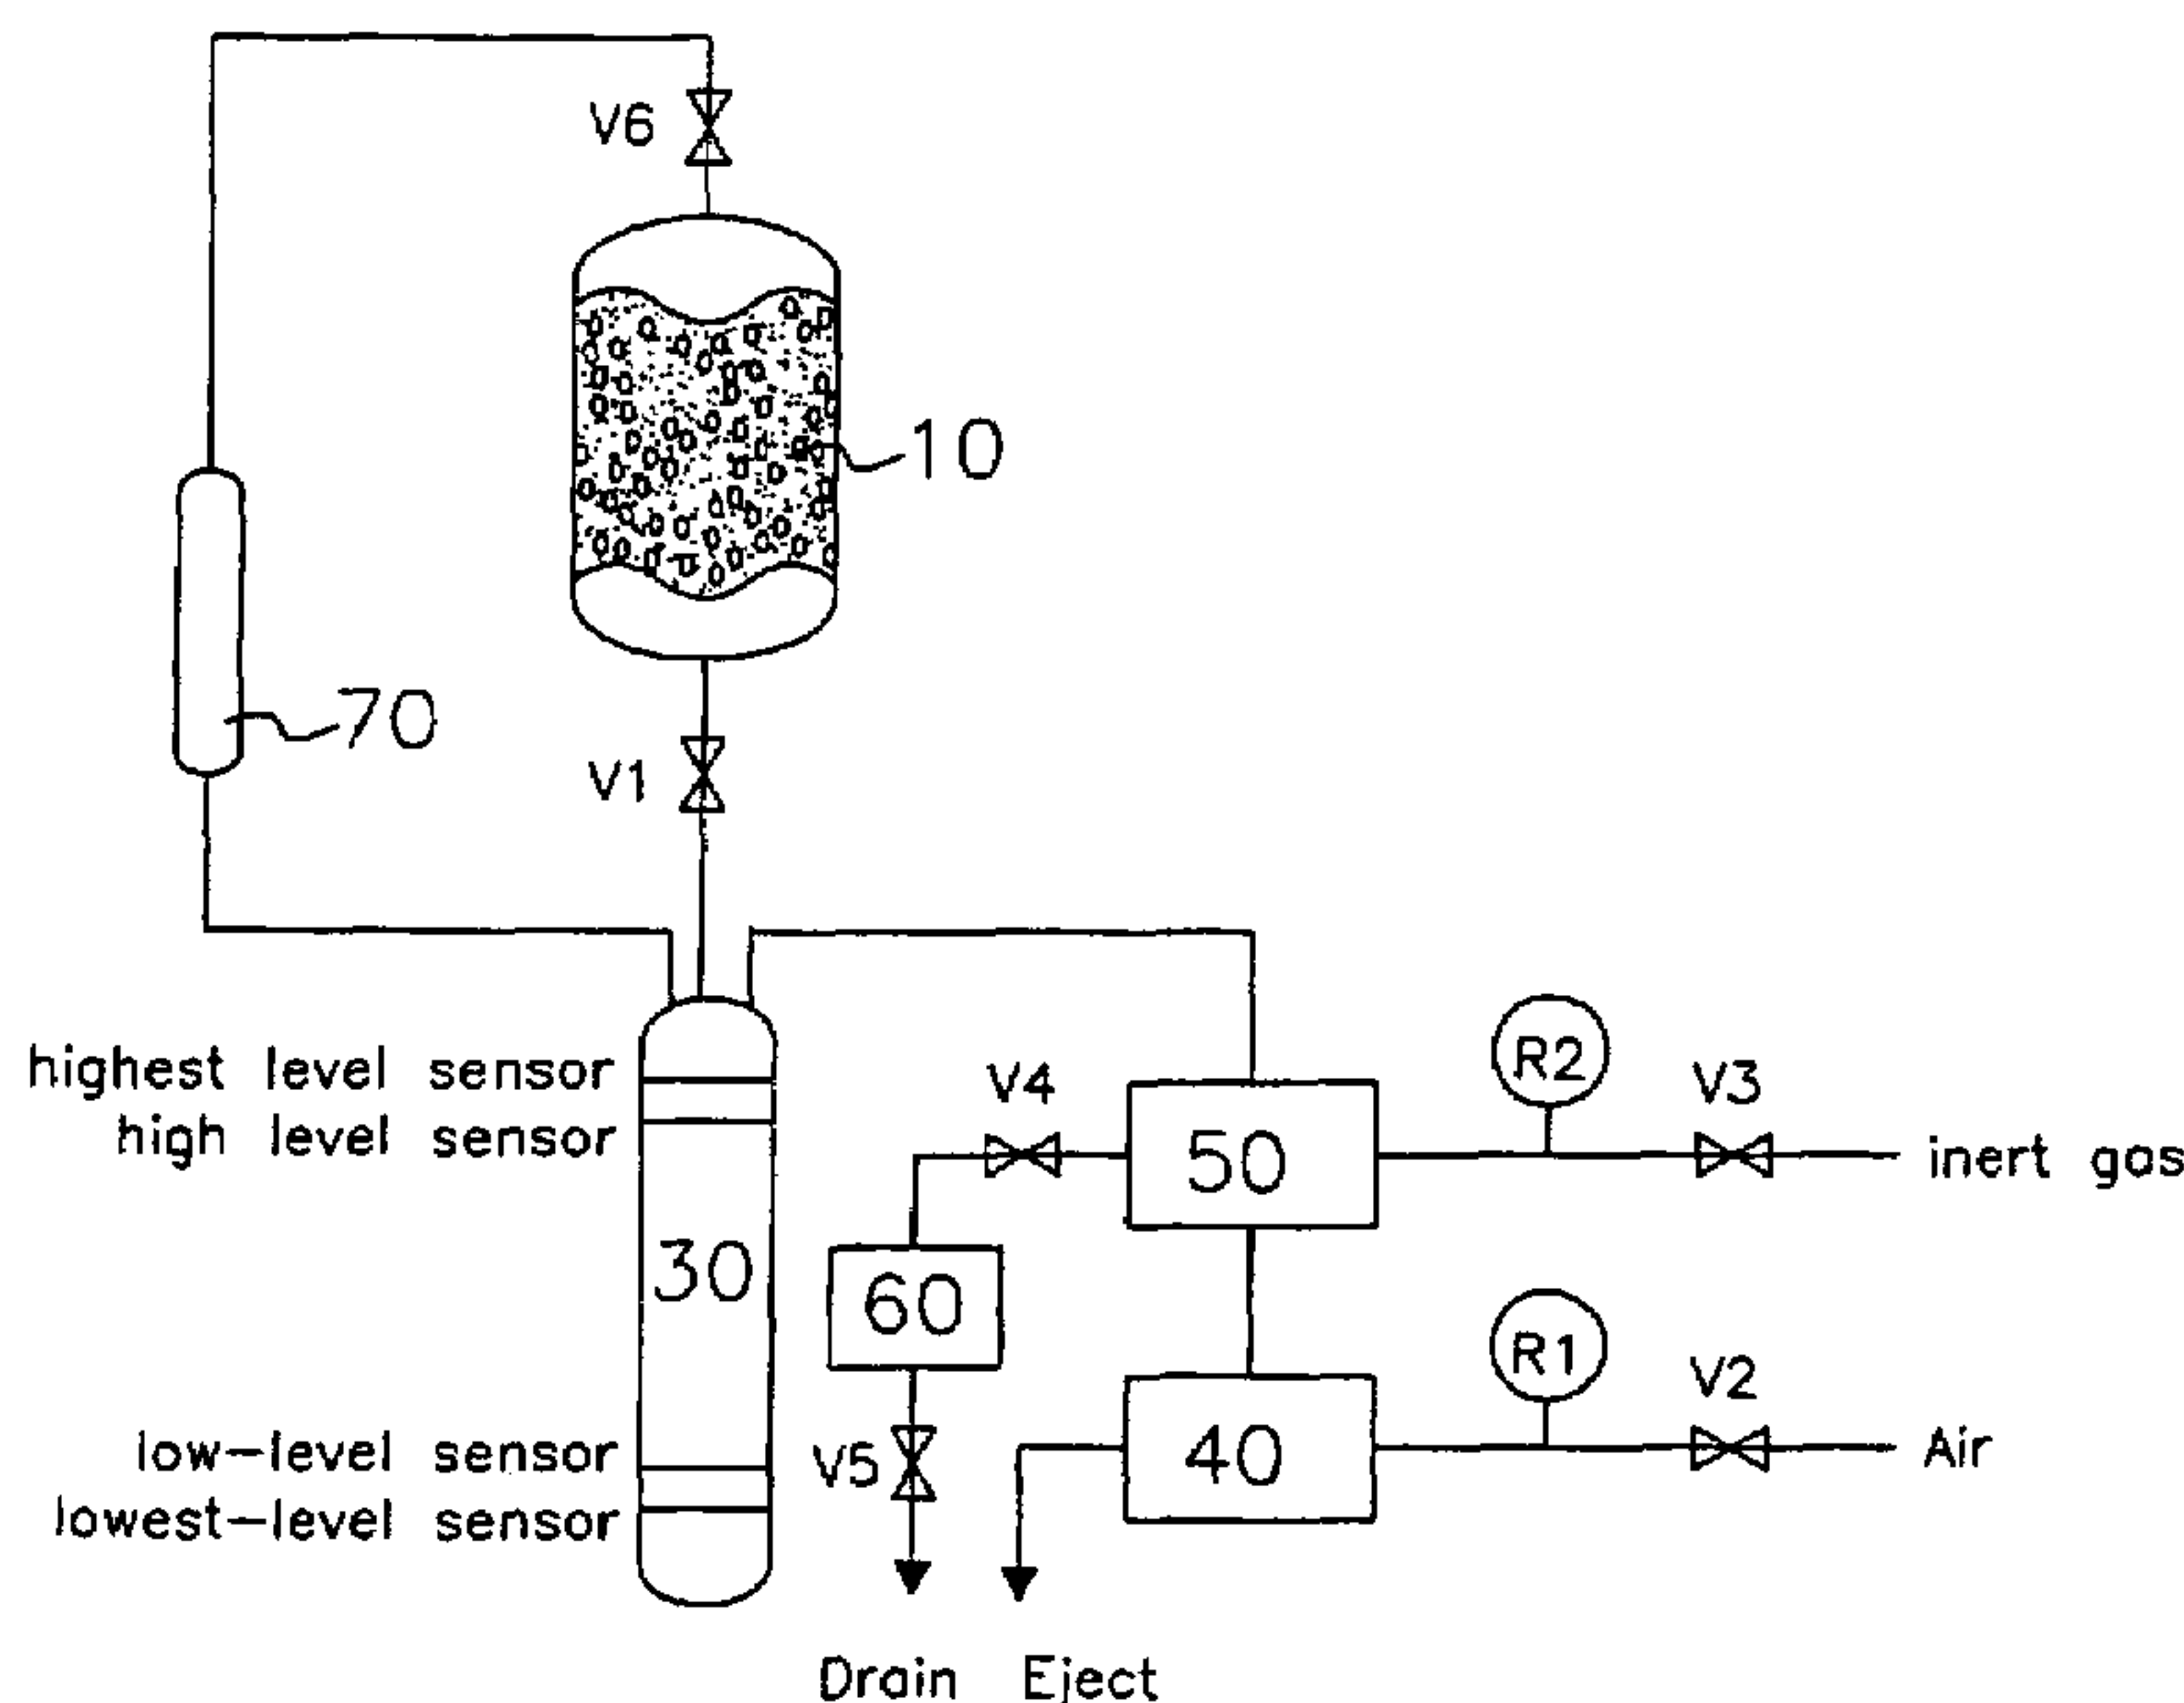 V6
10
70
V1
highest level sensor
high level sensor
30
V4
50
R2
V3
inert gas
60
R1
V2
low-level sensor
lowest-level sensor
V5
40
Air
Drain Eject